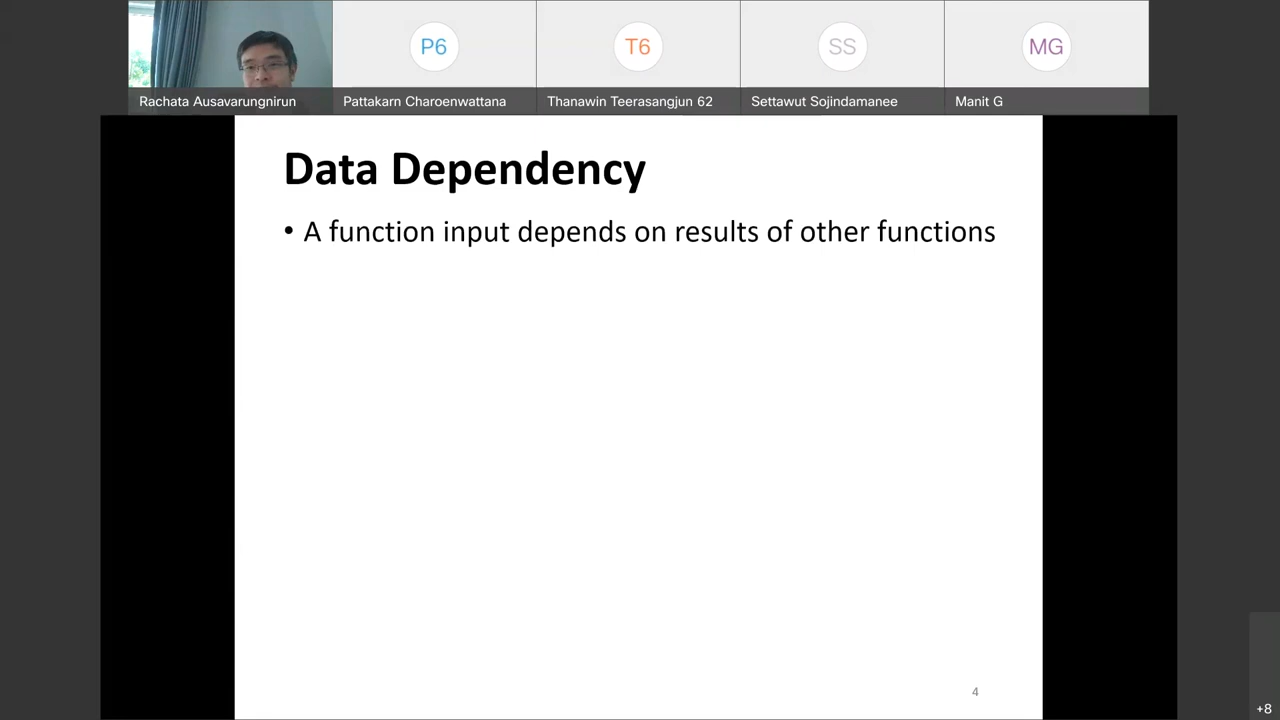 P6
T6
SS
MG
Rachata Ausavarungnirun
Pattakarn Charoenwattana
Thanawin Teerasangjun 62
Settawut Sojindamanee
Manit G
Data Dependency
• A function input depends on results of other functions
4
+8